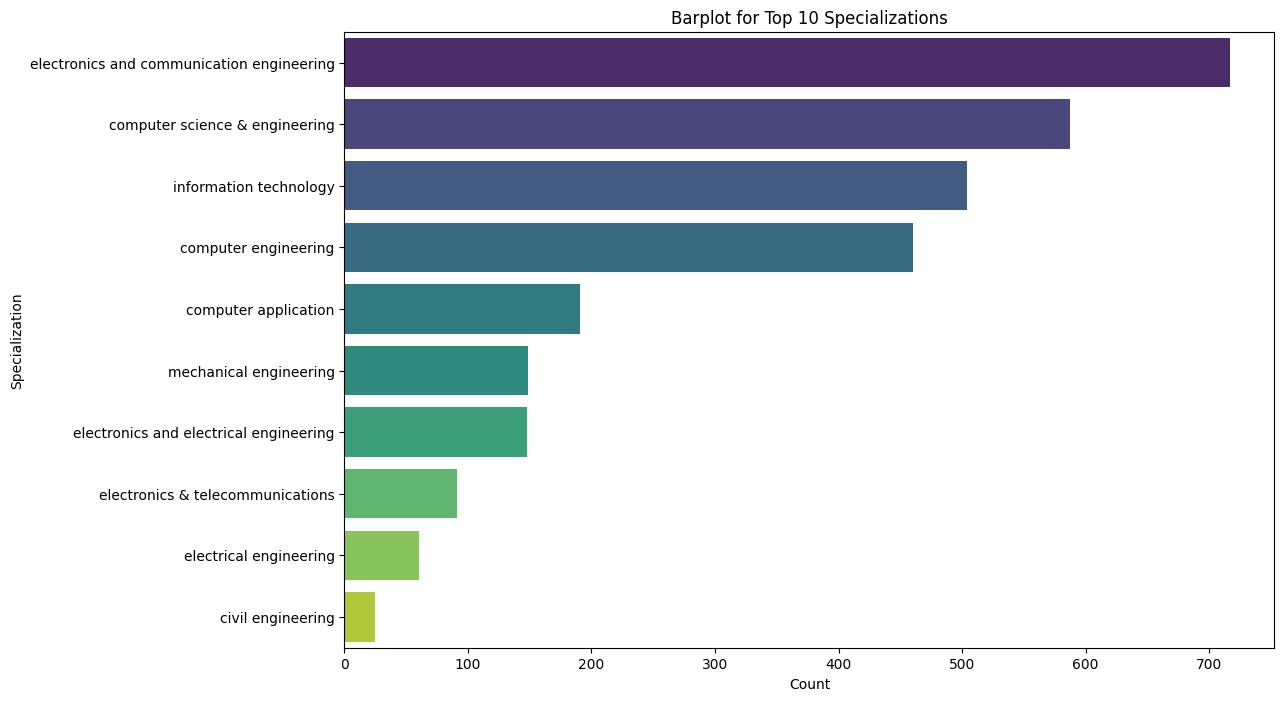 Barplot for Top 10 Specializations
electronics and communication engineering
computer science & engineering
information technology
computer engineering
computer application
mechanical engineering
electronics and electrical engineering
electronics & telecommunications
electrical engineering
civil engineering
Specialization
0 100 200 300 400 500 600 700
Count